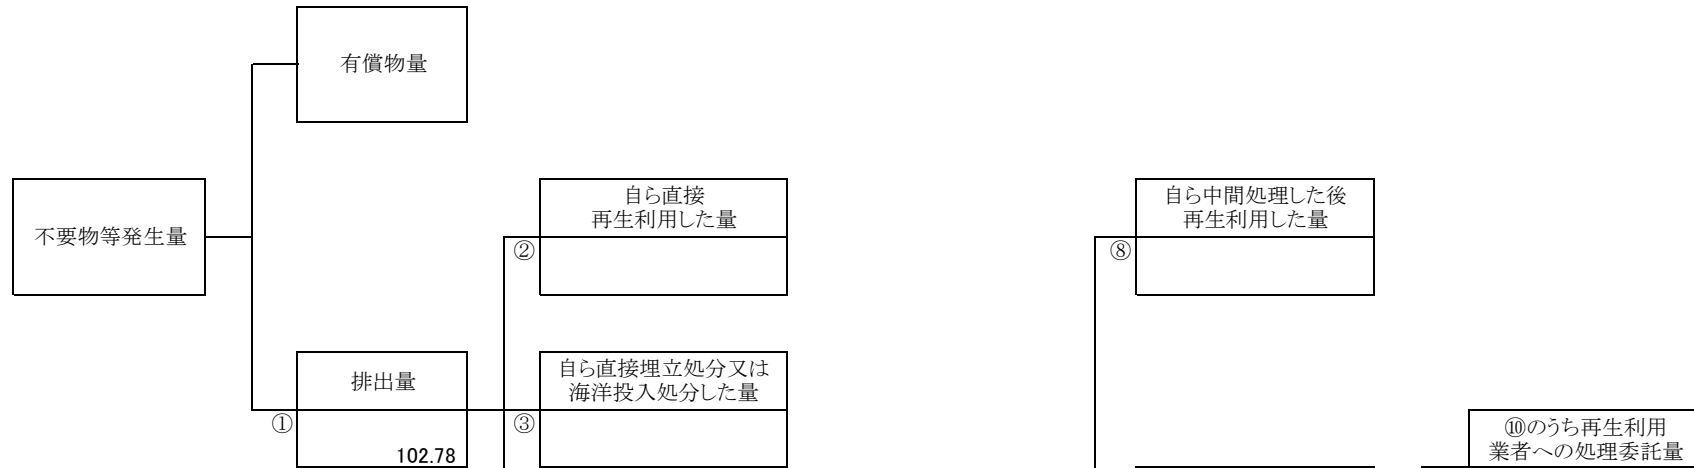 有償物量
不要物等発生量
自ら直接
再生利用した量
②
自ら中間処理した後
再生利用した量
⑧
排出量
①
102.78
自ら直接埋立処分又は
海洋投入処分した量
③
⑩のうち再生利用
業者への処理委託量